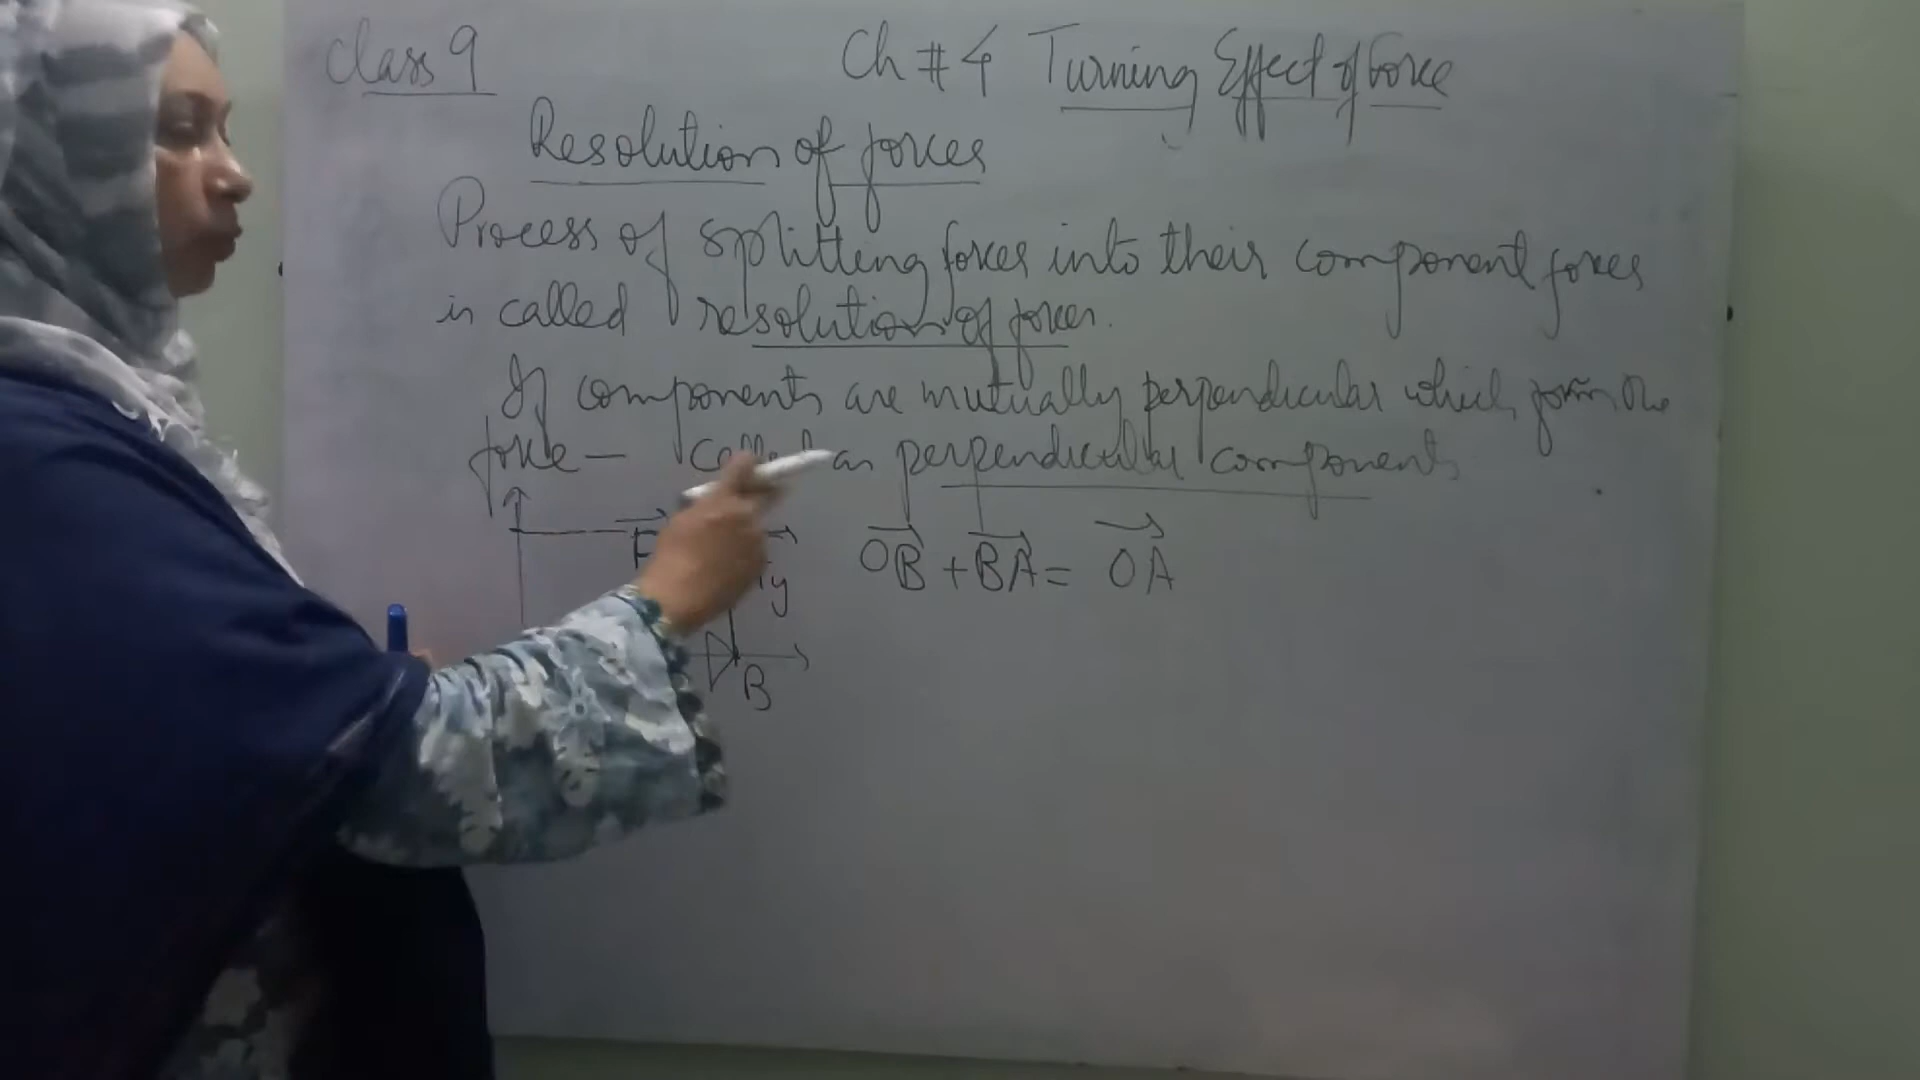 Class 9
Ch # 4 Turning Effect of Force
Resolution of forces
Process of splitting forces into their component forces
is called resolution of forces.
If components are mutually perpendicular which form the
force — called as perpendicular components
F y
OB + BA = OA
B